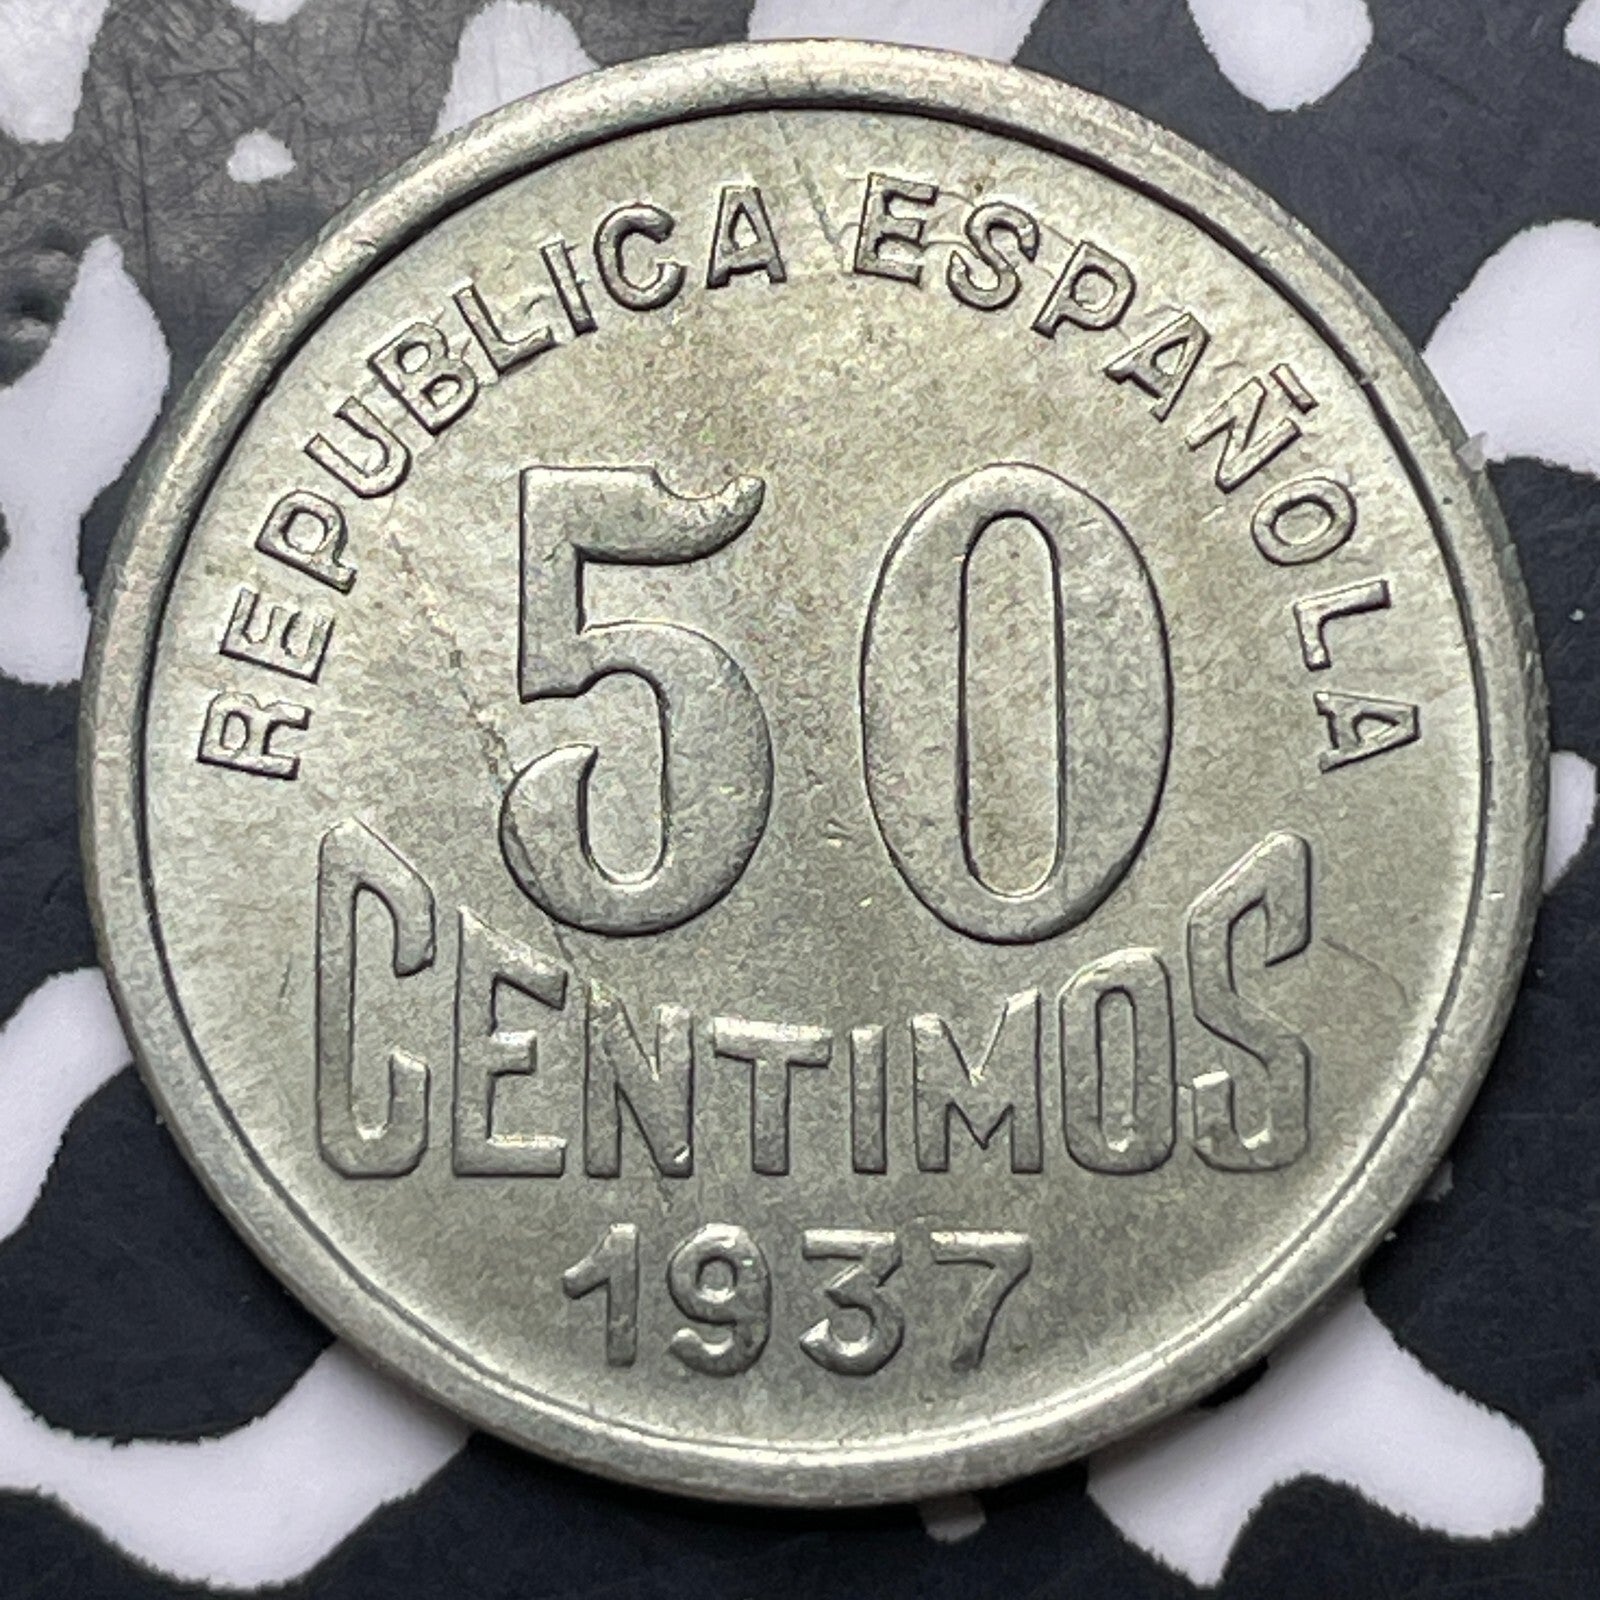 REPUBLICA ESPAÑOLA
50
CENTIMOS
1937